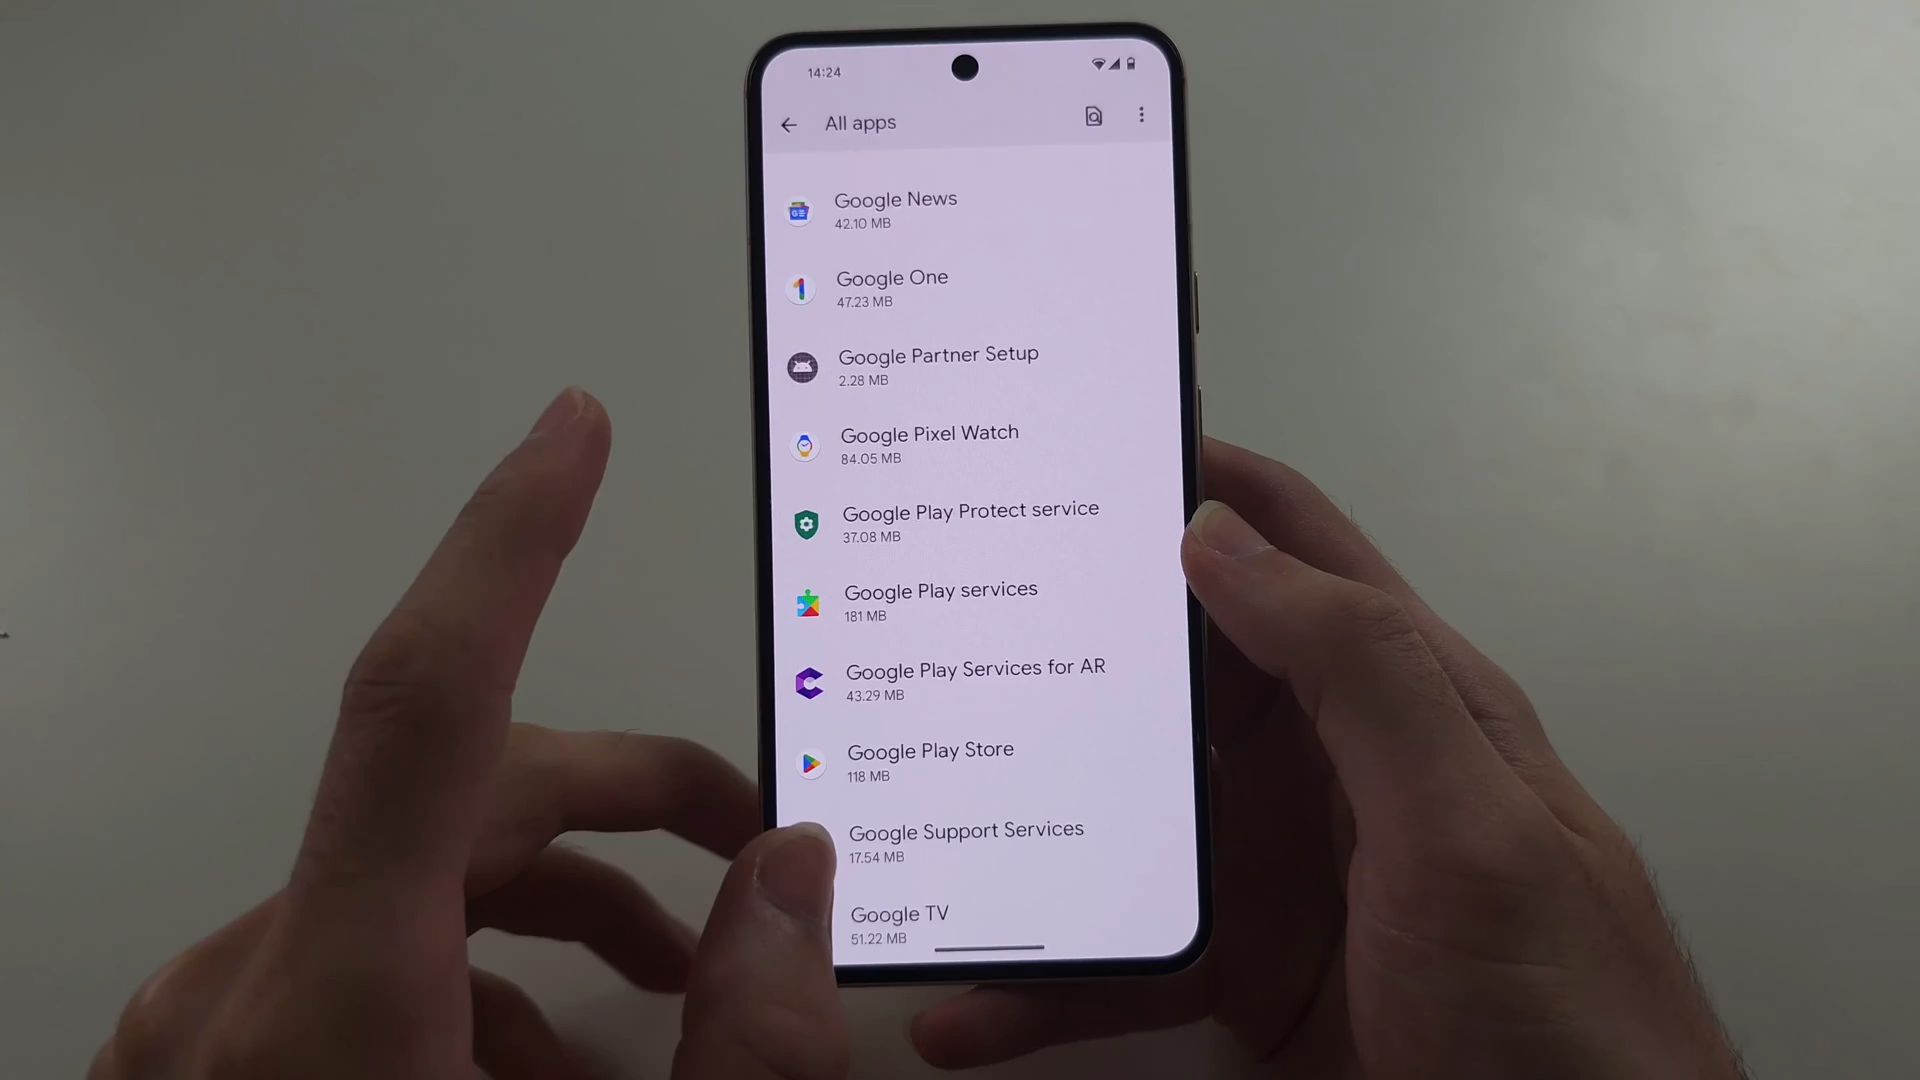 14:24
All apps
Google News
42.10 MB
Google One
47.23 MB
Google Partner Setup
2.28 MB
Google Pixel Watch
84.05 MB
Google Play Protect service
37.08 MB
Google Play services
181 MB
Google Play Services for AR
43.29 MB
Google Play Store
118 MB
Google Support Services
17.54 MB
Google TV
51.22 MB